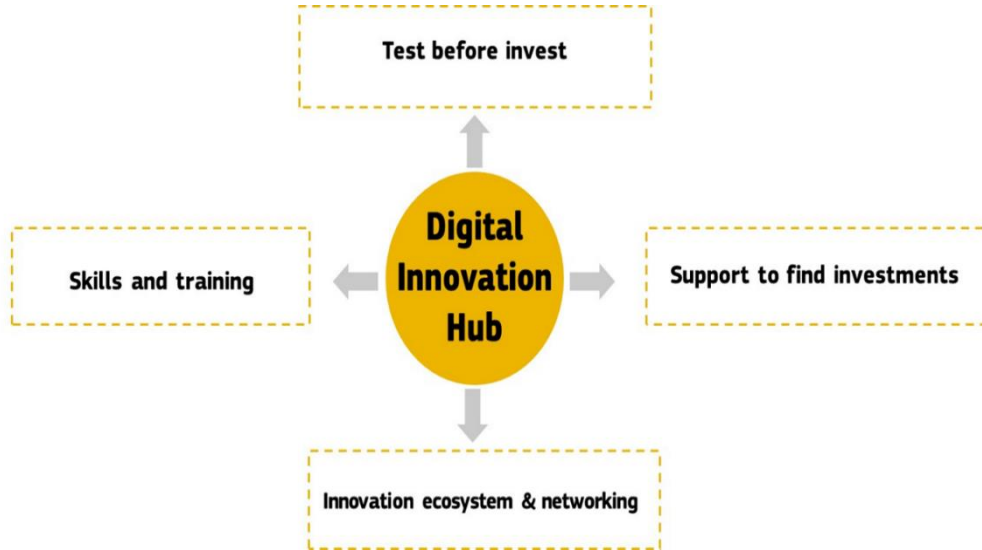 Test before invest
Skills and training
Digital
Innovation
Hub
Support to find investments
Innovation ecosystem & networking